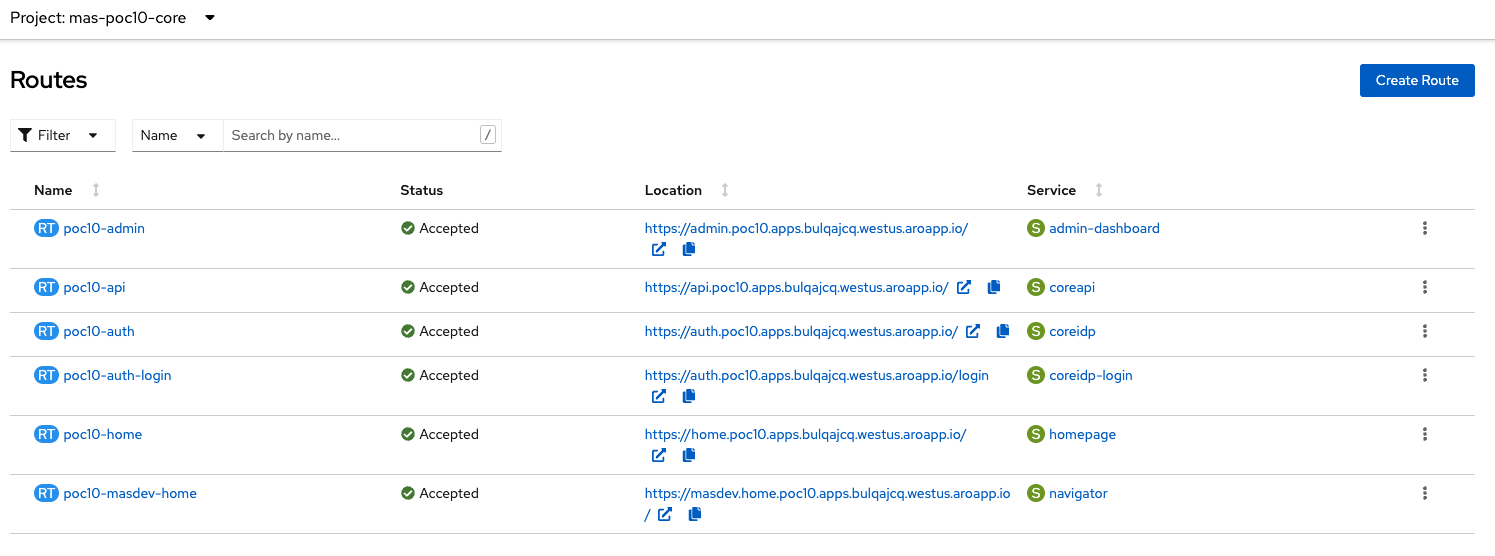 Project: mas-poc10-core
Routes
Create Route
Filter
Name
Search by name...
/
Name Status Location Service
RT poc10-admin Accepted https://admin.poc10.apps.bulqajcq.westus.aroapp.io/ S admin-dashboard
RT poc10-api Accepted https://api.poc10.apps.bulqajcq.westus.aroapp.io/ S coreapi
RT poc10-auth Accepted https://auth.poc10.apps.bulqajcq.westus.aroapp.io/ S coreidp
RT poc10-auth-login Accepted https://auth.poc10.apps.bulqajcq.westus.aroapp.io/login S coreidp-login
RT poc10-home Accepted https://home.poc10.apps.bulqajcq.westus.aroapp.io/ S homepage
RT poc10-masdev-home Accepted https://masdev.home.poc10.apps.bulqajcq.westus.aroapp.io S navigator
/